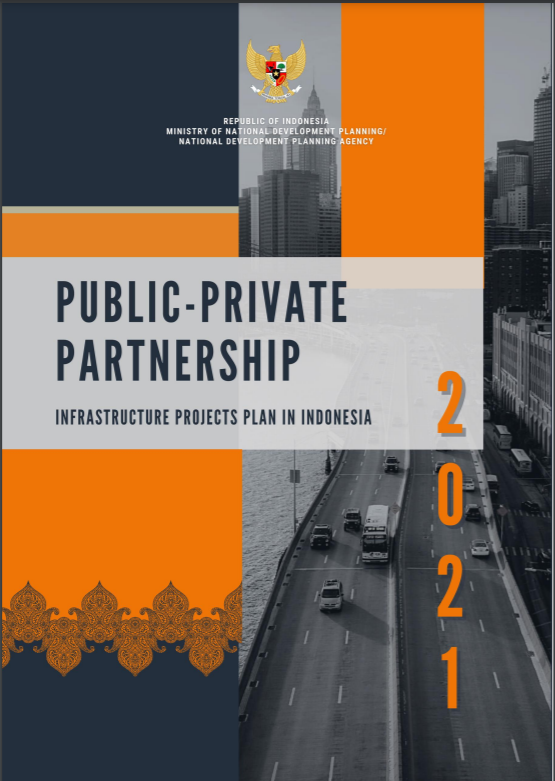 REPUBLIC OF INDONESIA
MINISTRY OF NATIONAL DEVELOPMENT PLANNING/
NATIONAL DEVELOPMENT PLANNING AGENCY
PUBLIC-PRIVATE
PARTNERSHIP
INFRASTRUCTURE PROJECTS PLAN IN INDONESIA
2
0
2
1